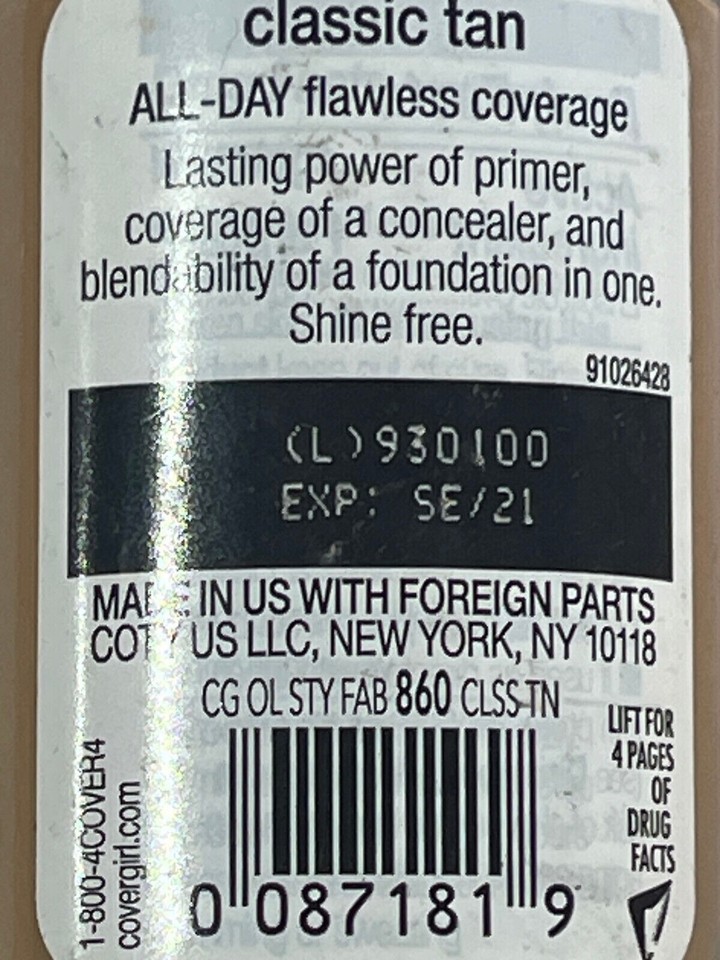 classic tan
ALL-DAY flawless coverage
Lasting power of primer,
coverage of a concealer, and
blendability of a foundation in one.
Shine free.
91026428
(L)930100
EXP: SE/21
MADE IN US WITH FOREIGN PARTS
COTY US LLC, NEW YORK, NY 10118
CG OL STY FAB 860 CLSS TN
LIFT FOR
4 PAGES
OF
DRUG
FACTS
1-800-4COVER4
covergirl.com
0 087181 9